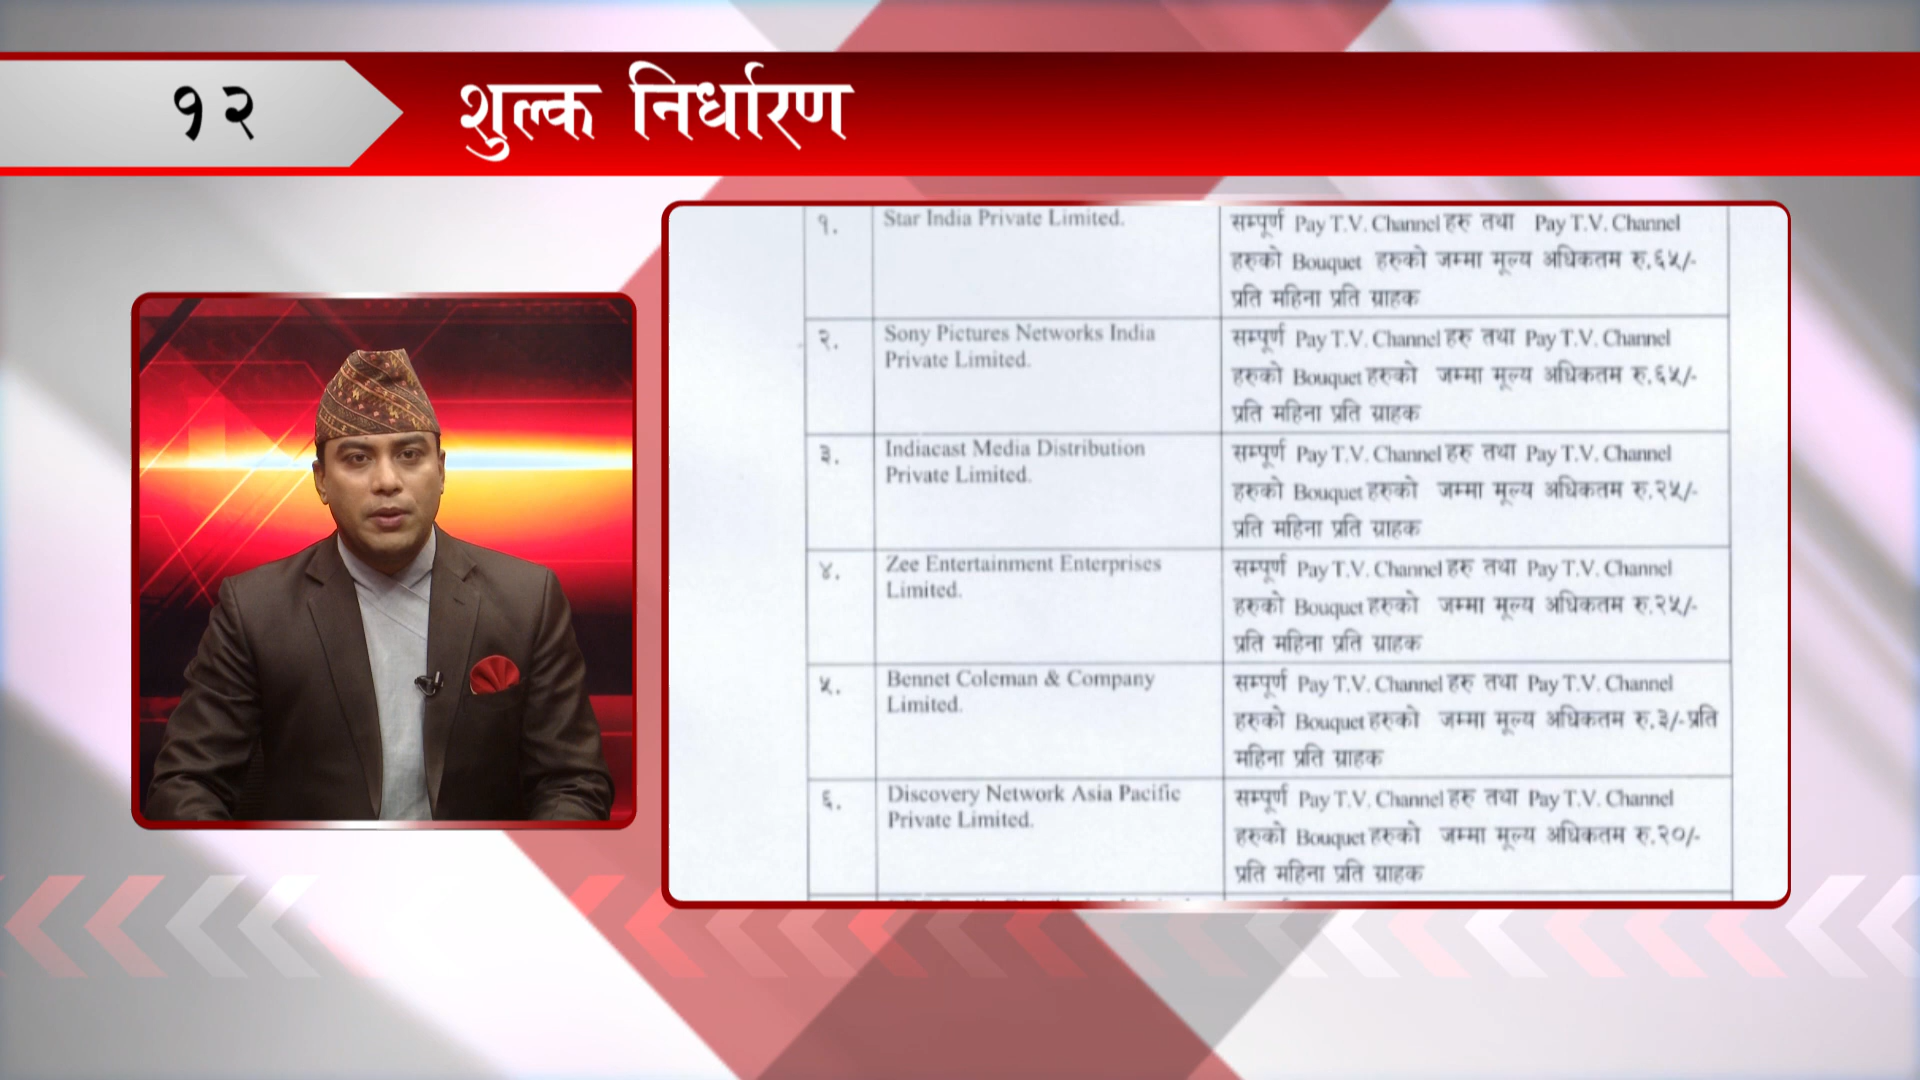 १२
शुल्क निर्धारण
१. Star India Private Limited. सम्पूर्ण Pay T.V. Channel हरु तथा Pay T.V. Channel
हरुको Bouquet हरुको जम्मा मूल्य अधिकतम रु.६५/-
प्रति महिना प्रति ग्राहक
२. Sony Pictures Networks India सम्पूर्ण Pay T.V. Channel हरु तथा Pay T.V. Channel
Private Limited. हरुको Bouquet हरुको जम्मा मूल्य अधिकतम रु.६५/-
प्रति महिना प्रति ग्राहक
३. Indiacast Media Distribution सम्पूर्ण Pay T.V. Channel हरु तथा Pay T.V. Channel
Private Limited. हरुको Bouquet हरुको जम्मा मूल्य अधिकतम रु.२५/-
प्रति महिना प्रति ग्राहक
४. Zee Entertainment Enterprises सम्पूर्ण Pay T.V. Channel हरु तथा Pay T.V. Channel
Limited. हरुको Bouquet हरुको जम्मा मूल्य अधिकतम रु.२५/-
प्रति महिना प्रति ग्राहक
५. Bennet Coleman & Company सम्पूर्ण Pay T.V. Channel हरु तथा Pay T.V. Channel
Limited. हरुको Bouquet हरुको जम्मा मूल्य अधिकतम रु.३/- प्रति
महिना प्रति ग्राहक
६. Discovery Network Asia Pacific सम्पूर्ण Pay T.V. Channel हरु तथा Pay T.V. Channel
Private Limited. हरुको Bouquet हरुको जम्मा मूल्य अधिकतम रु.२०/-
प्रति महिना प्रति ग्राहक